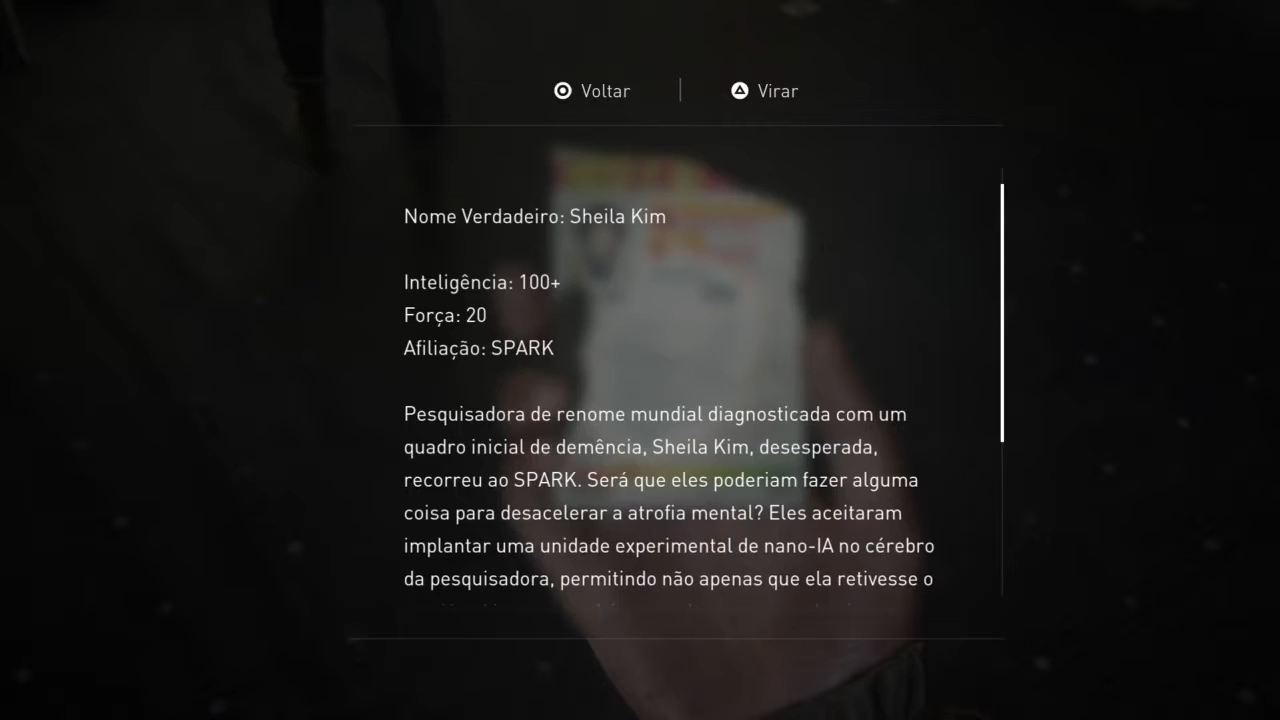 Voltar | Virar
Nome Verdadeiro: Sheila Kim
Inteligência: 100+
Força: 20
Afiliação: SPARK
Pesquisadora de renome mundial diagnosticada com um
quadro inicial de demência, Sheila Kim, desesperada,
recorreu ao SPARK. Será que eles poderiam fazer alguma
coisa para desacelerar a atrofia mental? Eles aceitaram
implantar uma unidade experimental de nano-IA no cérebro
da pesquisadora, permitindo não apenas que ela retivesse o